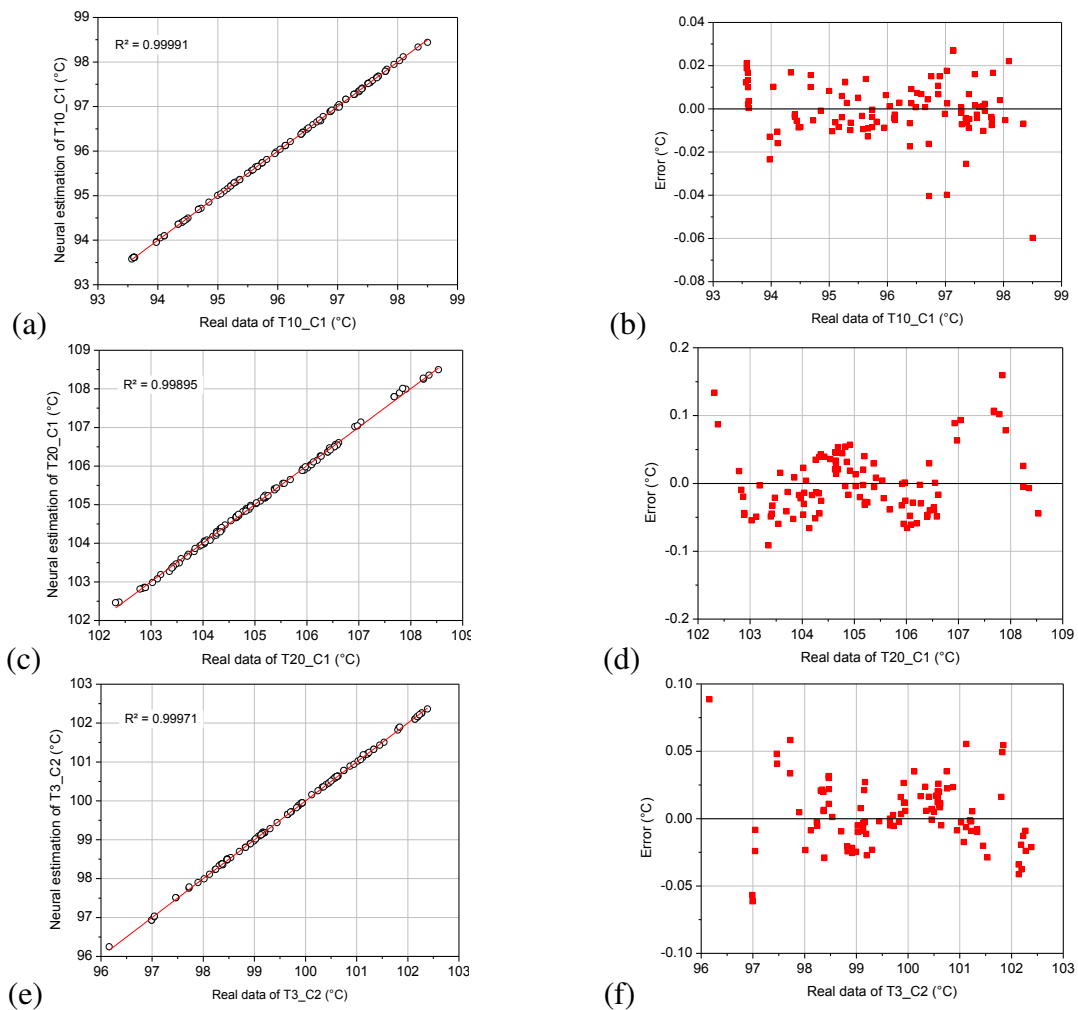 99
98
97
96
95
94
93
R² = 0.99991
Neural estimation of T10_C1 (°C)
93 94 95 96 97 98 99
Real data of T10_C1 (°C)
(a)
0.04
0.02
0.00
-0.02
-0.04
-0.06
-0.08
Error (°C)
93 94 95 96 97 98 99
Real data of T10_C1 (°C)
(b)
109
108
107
106
105
104
103
102
R² = 0.99895
Neural estimation of T20_C1 (°C)
102 103 104 105 106 107 108 109
Real data of T20_C1 (°C)
(c)
0.2
0.1
0.0
-0.1
-0.2
Error (°C)
102 103 104 105 106 107 108 109
Real data of T20_C1 (°C)
(d)
103
102
101
100
99
98
97
96
R² = 0.99971
Neural estimation of T3_C2 (°C)
96 97 98 99 100 101 102 103
Real data of T3_C2 (°C)
(e)
0.10
0.05
0.00
-0.05
-0.10
Error (°C)
96 97 98 99 100 101 102 103
Real data of T3_C2 (°C)
(f)